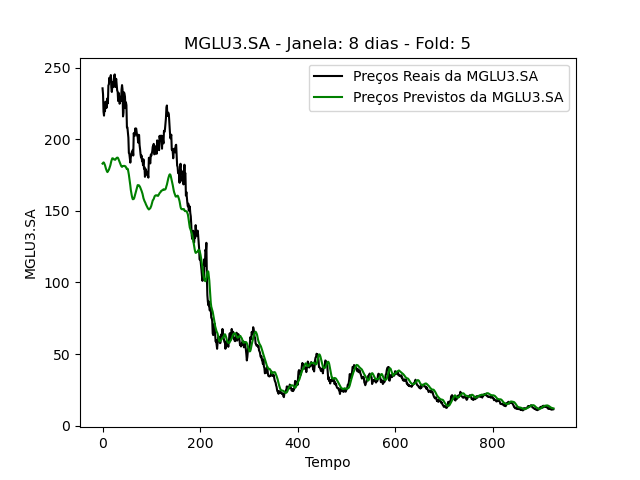 MGLU3.SA - Janela: 8 dias - Fold: 5
Preços Reais da MGLU3.SA
Preços Previstos da MGLU3.SA
250
200
150
100
50
0
MGLU3.SA
0 200 400 600 800
Tempo